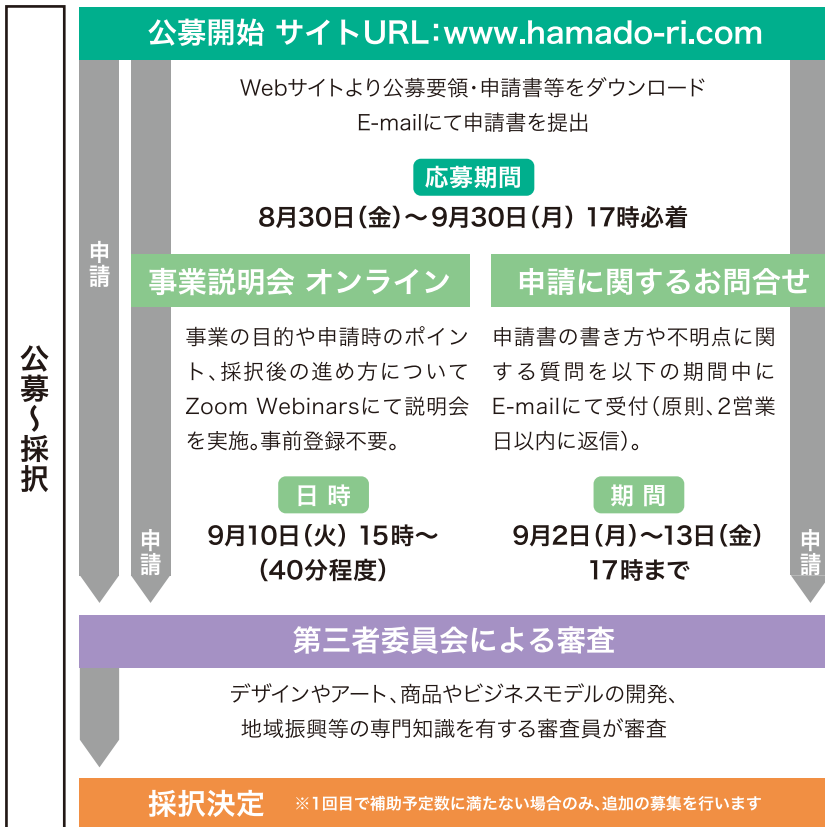 公募～採択
公募開始 サイトURL：www.hamado-ri.com
Webサイトより公募要領・申請書等をダウンロード
E-mailにて申請書を提出
応募期間
8月30日（金）～9月30日（月） 17時必着
申請
事業説明会 オンライン
事業の目的や申請時のポイン
ト、採択後の進め方について
Zoom Webinarsにて説明会
を実施。事前登録不要。
日時
9月10日（火） 15時～
（40分程度）
申請
申請に関するお問合せ
申請書の書き方や不明点に関
する質問を以下の期間中に
E-mailにて受付（原則、2営業
日以内に返信）。
期間
9月2日（月）～13日（金）
17時まで
申請
第三者委員会による審査
デザインやアート、商品やビジネスモデルの開発、
地域振興等の専門知識を有する審査員が審査
採択決定 ※1回目で補助予定数に満たない場合のみ、追加の募集を行います